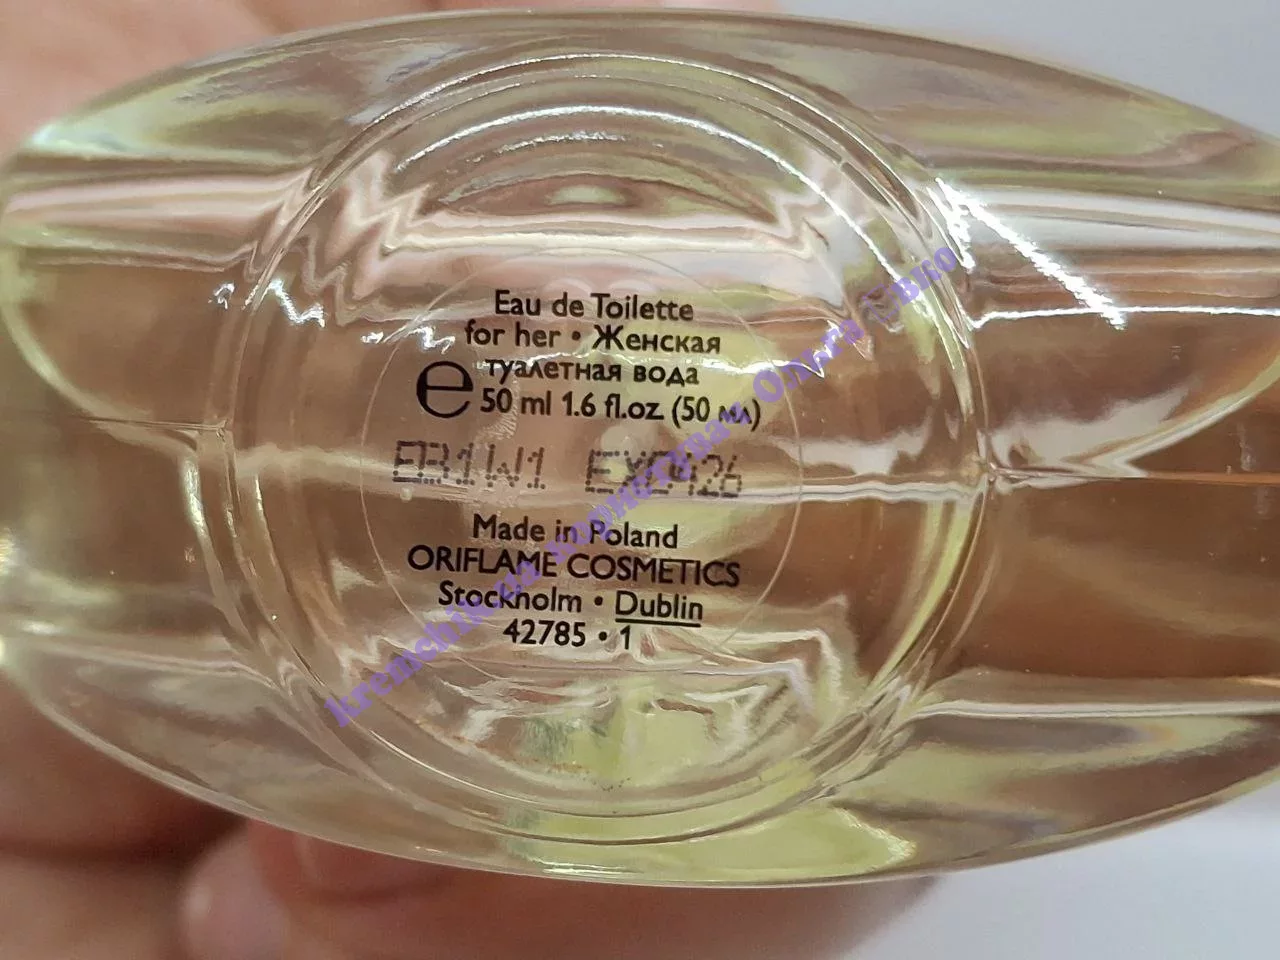 Eau de Toilette
for her • Женская
туалетная вода
e 50 ml 1.6 fl.oz (50 мл)
Made in Poland
ORIFLAME COSMETICS
Stockholm • Dublin
42785 • 1